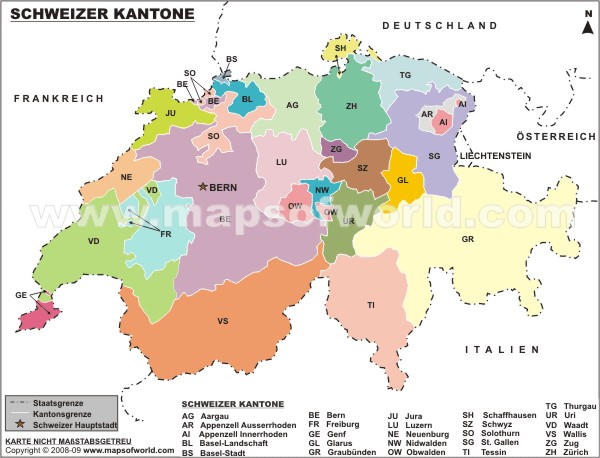 SCHWEIZER KANTONE
N
DEUTSCHLAND
FRANKREICH
ÖSTERREICH
LIECHTENSTEIN
ITALIEN
SH
BS
SO
BE
BE
BL
TG
JU
AG
ZH
AR
AI
AI
SO
ZG
SG
LU
SZ
NE
VD
BERN
NW
GL
OW
OW
BE
UR
FR
GR
VD
GE
VS
TI
www.mapsofworld.com
Staatsgrenze
Kantonsgrenze
Schweizer Hauptstadt
KARTE NICHT MAẞSTABSGETREU
Copyright © 2008-09 www.mapsofworld.com
SCHWEIZER KANTONE
AG Aargau
AR Appenzell Ausserrhoden
AI Appenzell Innerrhoden
BL Basel-Landschaft
BS Basel-Stadt
BE Bern
FR Freiburg
GE Genf
GL Glarus
GR Graubünden
JU Jura
LU Luzern
NE Neuenburg
NW Nidwalden
OW Obwalden
SH Schaffhausen
SZ Schwyz
SO Solothurn
SG St. Gallen
TI Tessin
TG Thurgau
UR Uri
VD Waadt
VS Wallis
ZG Zug
ZH Zürich